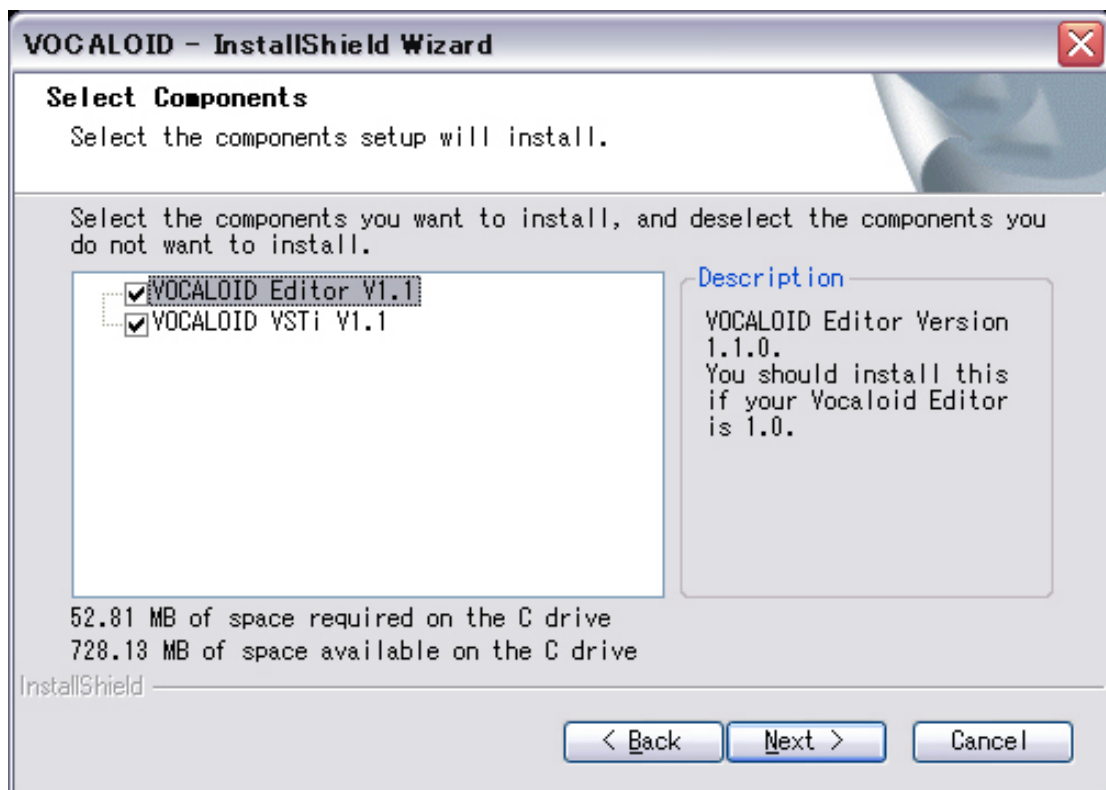 VOCALOID - InstallShield Wizard
Select Components
Select the components setup will install.
Select the components you want to install, and deselect the components you
do not want to install.
VOCALOID Editor V1.1
VOCALOID VSTi V1.1
Description
VOCALOID Editor Version
1.1.0.
You should install this
if your Vocaloid Editor
is 1.0.
52.81 MB of space required on the C drive
728.13 MB of space available on the C drive
InstallShield
< Back
Next >
Cancel